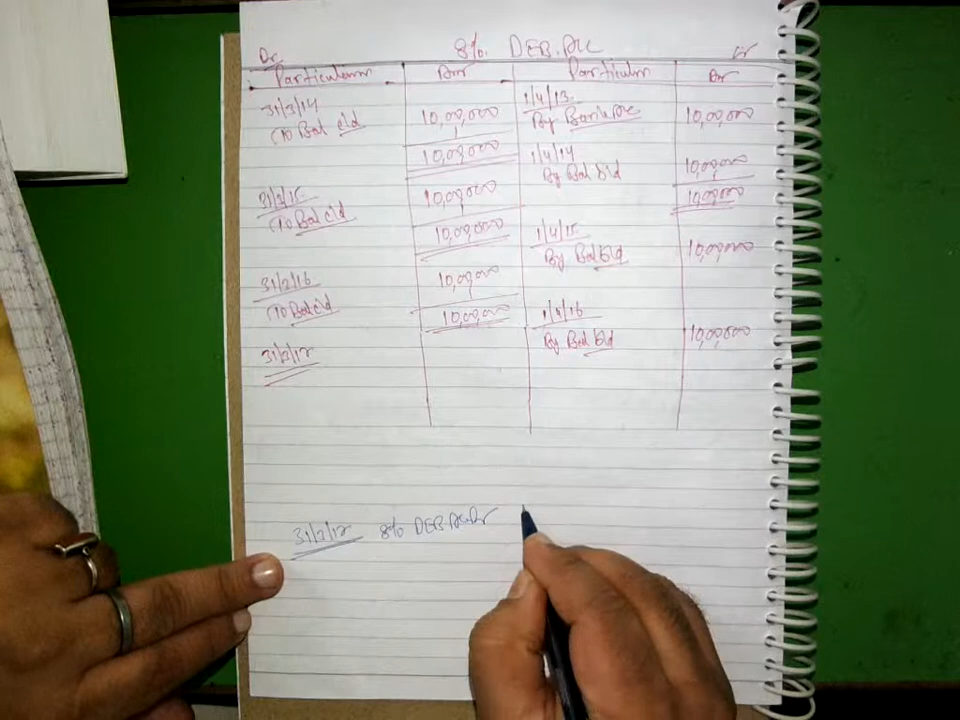 8% DEB. A/c
Dr Cr
Particulars Amt Particulars Amt
31/3/14 1/4/13
To Bal c/d 10,00,000 By Bank A/c 10,00,000
10,00,000 1/4/14
By Bal b/d 10,00,000
31/3/15 10,00,000 10,00,000
To Bal c/d
10,00,000 1/4/15
By Bal b/d 10,00,000
31/3/16 10,00,000
To Bal c/d 10,00,000 1/4/16
By Bal b/d 10,00,000
31/3/17
31/3/17 8% DEB. A/c Dr